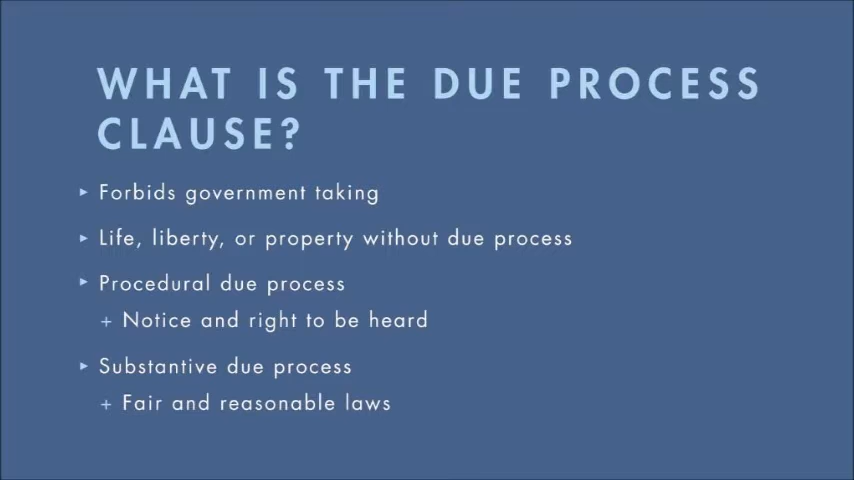 WHAT IS THE DUE PROCESS
CLAUSE?
▸ Forbids government taking
▸ Life, liberty, or property without due process
▸ Procedural due process
+ Notice and right to be heard
▸ Substantive due process
+ Fair and reasonable laws